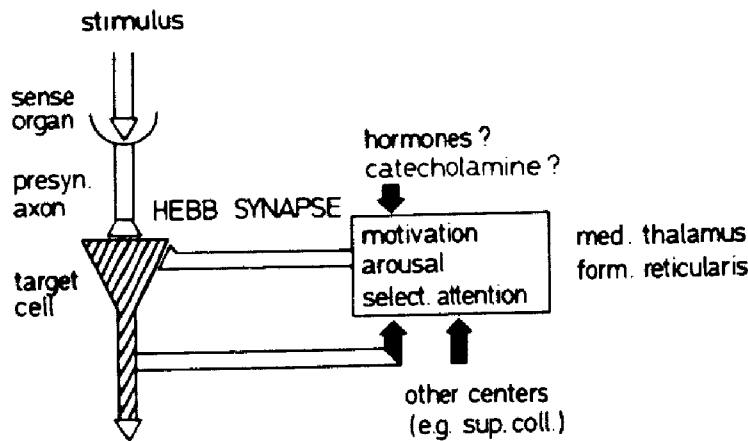 stimulus
sense
organ
presyn.
axon
HEBB SYNAPSE
target
cell
hormones ?
catecholamine ?
motivation
arousal
select. attention
med. thalamus
form. reticularis
other centers
(e.g. sup. coll.)